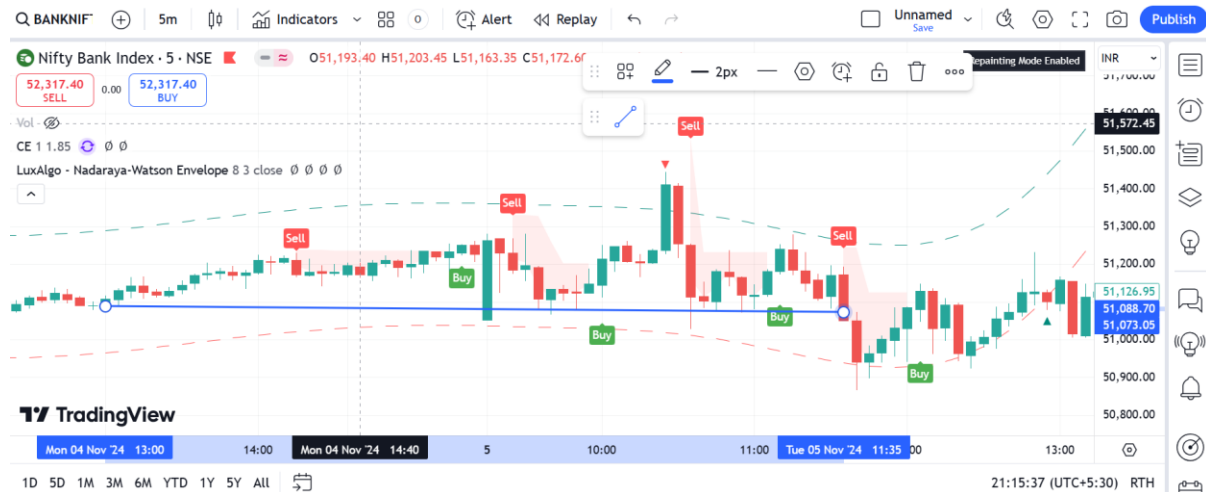 BANKNIF
5m
Indicators
0
Alert
Replay
Unnamed
Save
Publish
Nifty Bank Index · 5 · NSE
O51,193.40 H51,203.45 L51,163.35 C51,172.60
2px
Repainting Mode Enabled
INR
52,317.40
SELL
0.00
52,317.40
BUY
Vol
CE 1 1.85 Ø Ø
LuxAlgo - Nadaraya-Watson Envelope 8 3 close Ø Ø Ø Ø
51,700.00
51,600.00
51,572.45
51,500.00
51,400.00
51,300.00
51,200.00
51,126.95
51,088.70
51,073.05
51,000.00
50,900.00
50,800.00
Sell
Sell
Sell
Sell
Buy
Buy
Buy
Buy
TradingView
Mon 04 Nov '24 13:00
14:00
Mon 04 Nov '24 14:40
5
10:00
11:00
Tue 05 Nov '24 11:35
:00
13:00
1D 5D 1M 3M 6M YTD 1Y 5Y All
21:15:37 (UTC+5:30) RTH